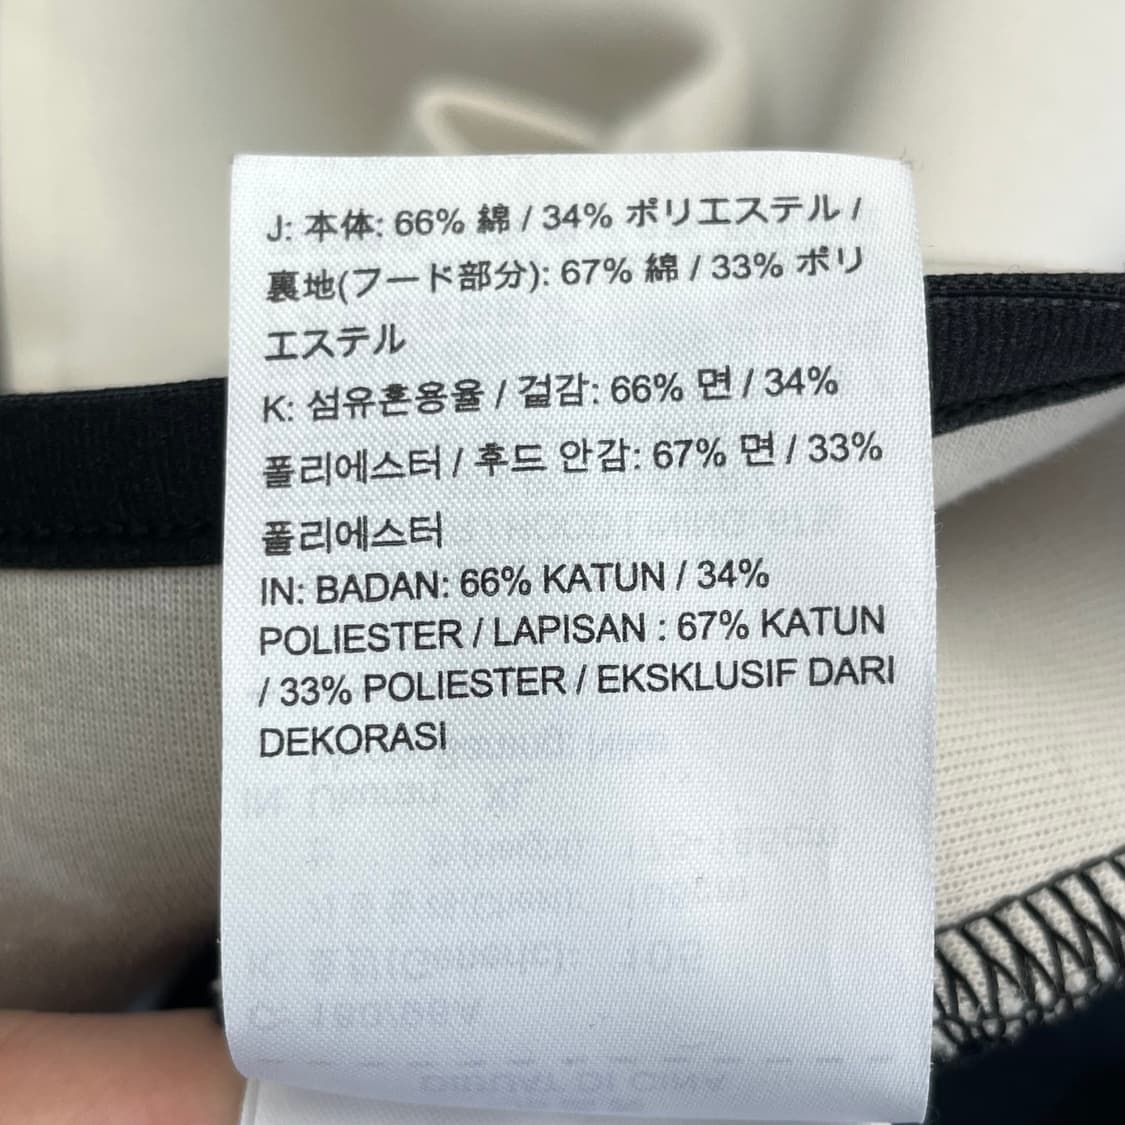 J: 本体: 66% 綿 / 34% ポリエステル /
裏地(フード部分): 67% 綿 / 33% ポリ
エステル
K: 섬유혼용율 / 겉감: 66% 면 / 34%
폴리에스터 / 후드 안감: 67% 면 / 33%
폴리에스터
IN: BADAN: 66% KATUN / 34%
POLIESTER / LAPISAN : 67% KATUN
/ 33% POLIESTER / EKSKLUSIF DARI
DEKORASI